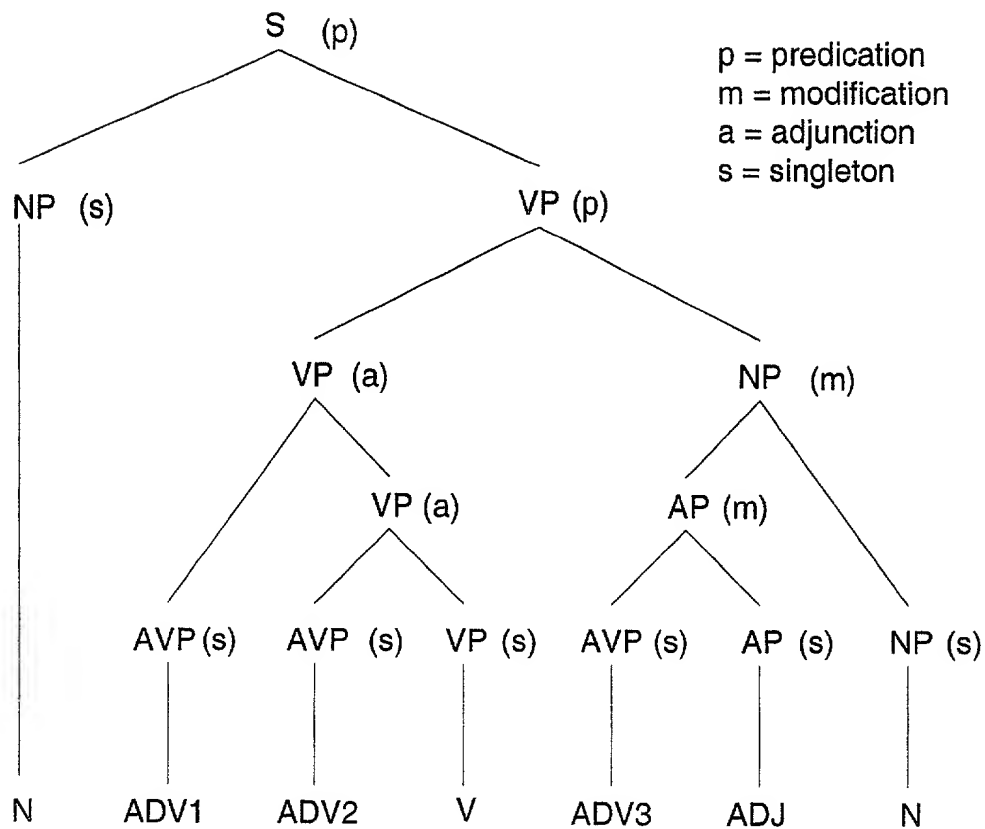 S (p)
p = predication
m = modification
a = adjunction
s = singleton
NP (s)
VP (p)
VP (a)
NP (m)
VP (a)
AP (m)
AVP (s)
AVP (s)
VP (s)
AVP (s)
AP (s)
NP (s)
N
ADV1
ADV2
V
ADV3
ADJ
N